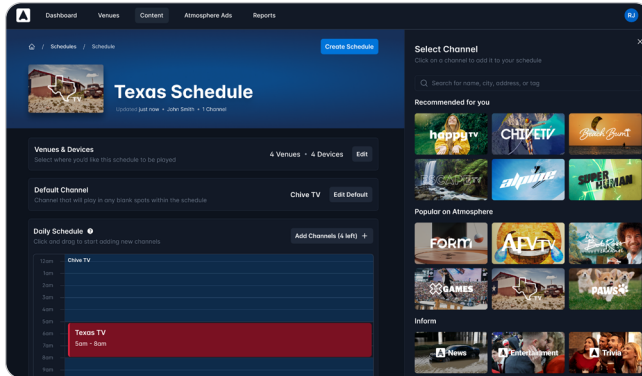 Dashboard
Venues
Content
Atmosphere Ads
Reports
RJ
/ Schedules / Schedule
Create Schedule
TV
Texas Schedule
Updated just now • John Smith • 1 Channel
Venues & Devices
Select where you'd like this schedule to be played
4 Venues • 4 Devices
Edit
Default Channel
Channel that will play in any blank spots within the schedule
Chive TV
Edit Default
Daily Schedule
Click and drag to start adding new channels
Add Channels (4 left) +
12am
Chive TV
1am
2am
3am
4am
5am
6am
7am
8am
9am
Texas TV
5am - 8am
Select Channel
Click on a channel to add it to your schedule
Search for name, city, address, or tag
Recommended for you
happytv
CHIVETV
Beach Bum TV
ESCAPETV
alpine
SUPER HUMAN
Popular on Atmosphere
FORM
AFVTV
Bob Ross
X GAMES
TV
PAWS
Inform
News
Entertainment
Trivia